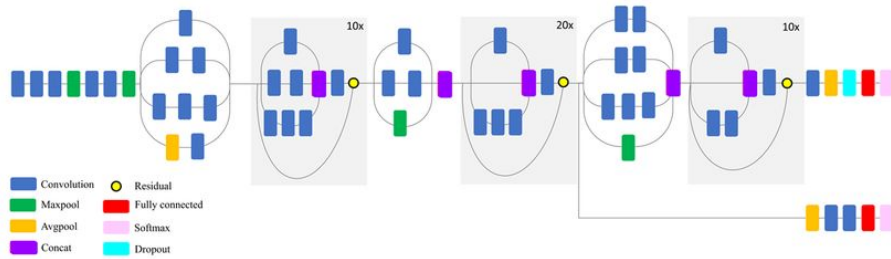 10x
20x
10x
Convolution
Maxpool
Avgpool
Concat
Residual
Fully connected
Softmax
Dropout